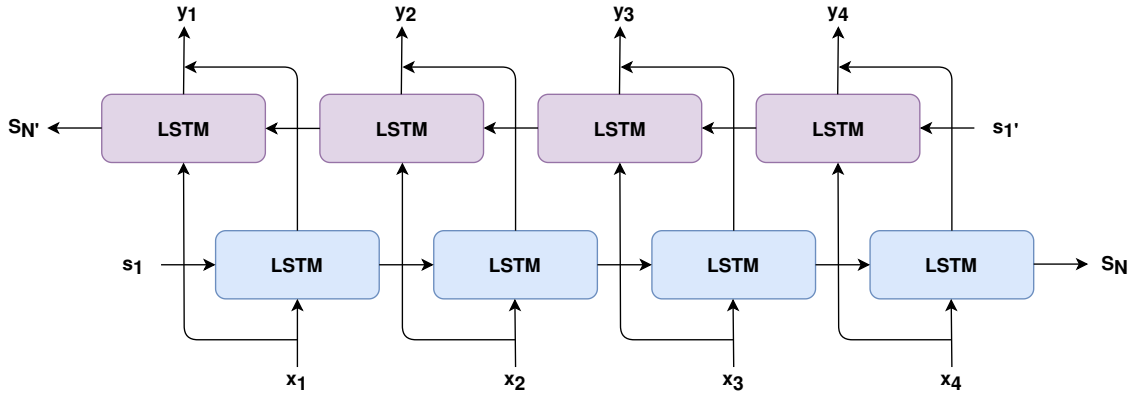 y1 y2 y3 y4
SN' LSTM LSTM LSTM LSTM s1'
s1 LSTM LSTM LSTM LSTM SN
x1 x2 x3 x4